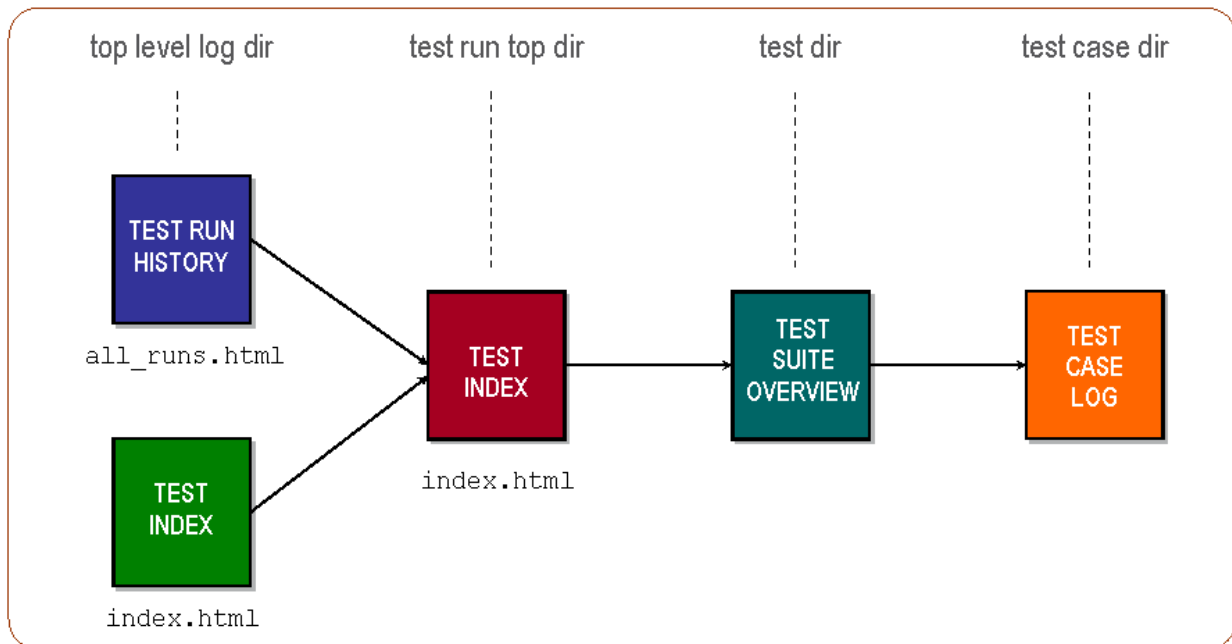 top level log dir
test run top dir
test dir
test case dir
TEST RUN
HISTORY
all_runs.html
TEST
INDEX
index.html
TEST
INDEX
index.html
TEST
SUITE
OVERVIEW
TEST
CASE
LOG